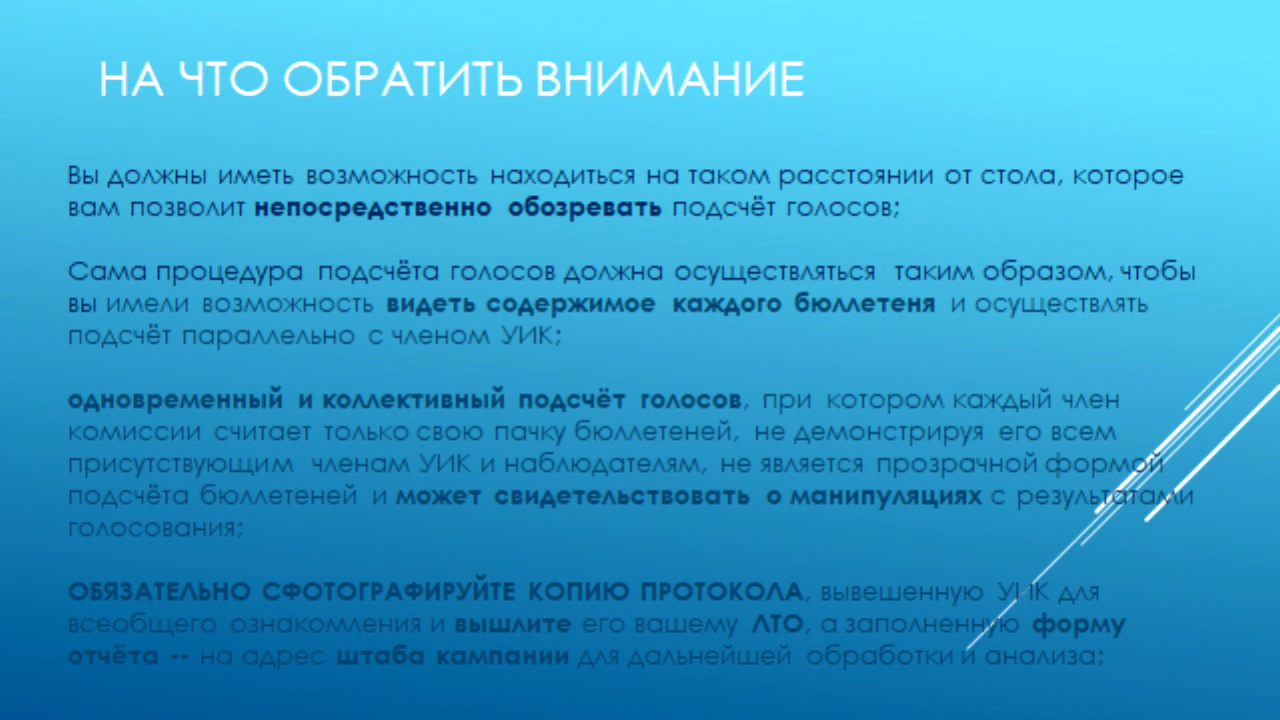 НА ЧТО ОБРАТИТЬ ВНИМАНИЕ
Вы должны иметь возможность находиться на таком расстоянии от стола, которое
вам позволит непосредственно обозревать подсчёт голосов;
Сама процедура подсчёта голосов должна осуществляться таким образом, чтобы
вы имели возможность видеть содержимое каждого бюллетеня и осуществлять
подсчёт параллельно с членом УИК;
одновременный и коллективный подсчёт голосов, при котором каждый член
комиссии считает только свою пачку бюллетеней, не демонстрируя его всем
присутствующим членам УИК и наблюдателям, не является прозрачной формой
подсчёта бюллетеней и может свидетельствовать о манипуляциях с результатами
голосования;
ОБЯЗАТЕЛЬНО СФОТОГРАФИРУЙТЕ КОПИЮ ПРОТОКОЛА, вывешенную УИК для
всеобщего ознакомления и вышлите его вашему ЛТО, а заполненную форму
отчёта -- на адрес штаба кампании для дальнейшей обработки и анализа;